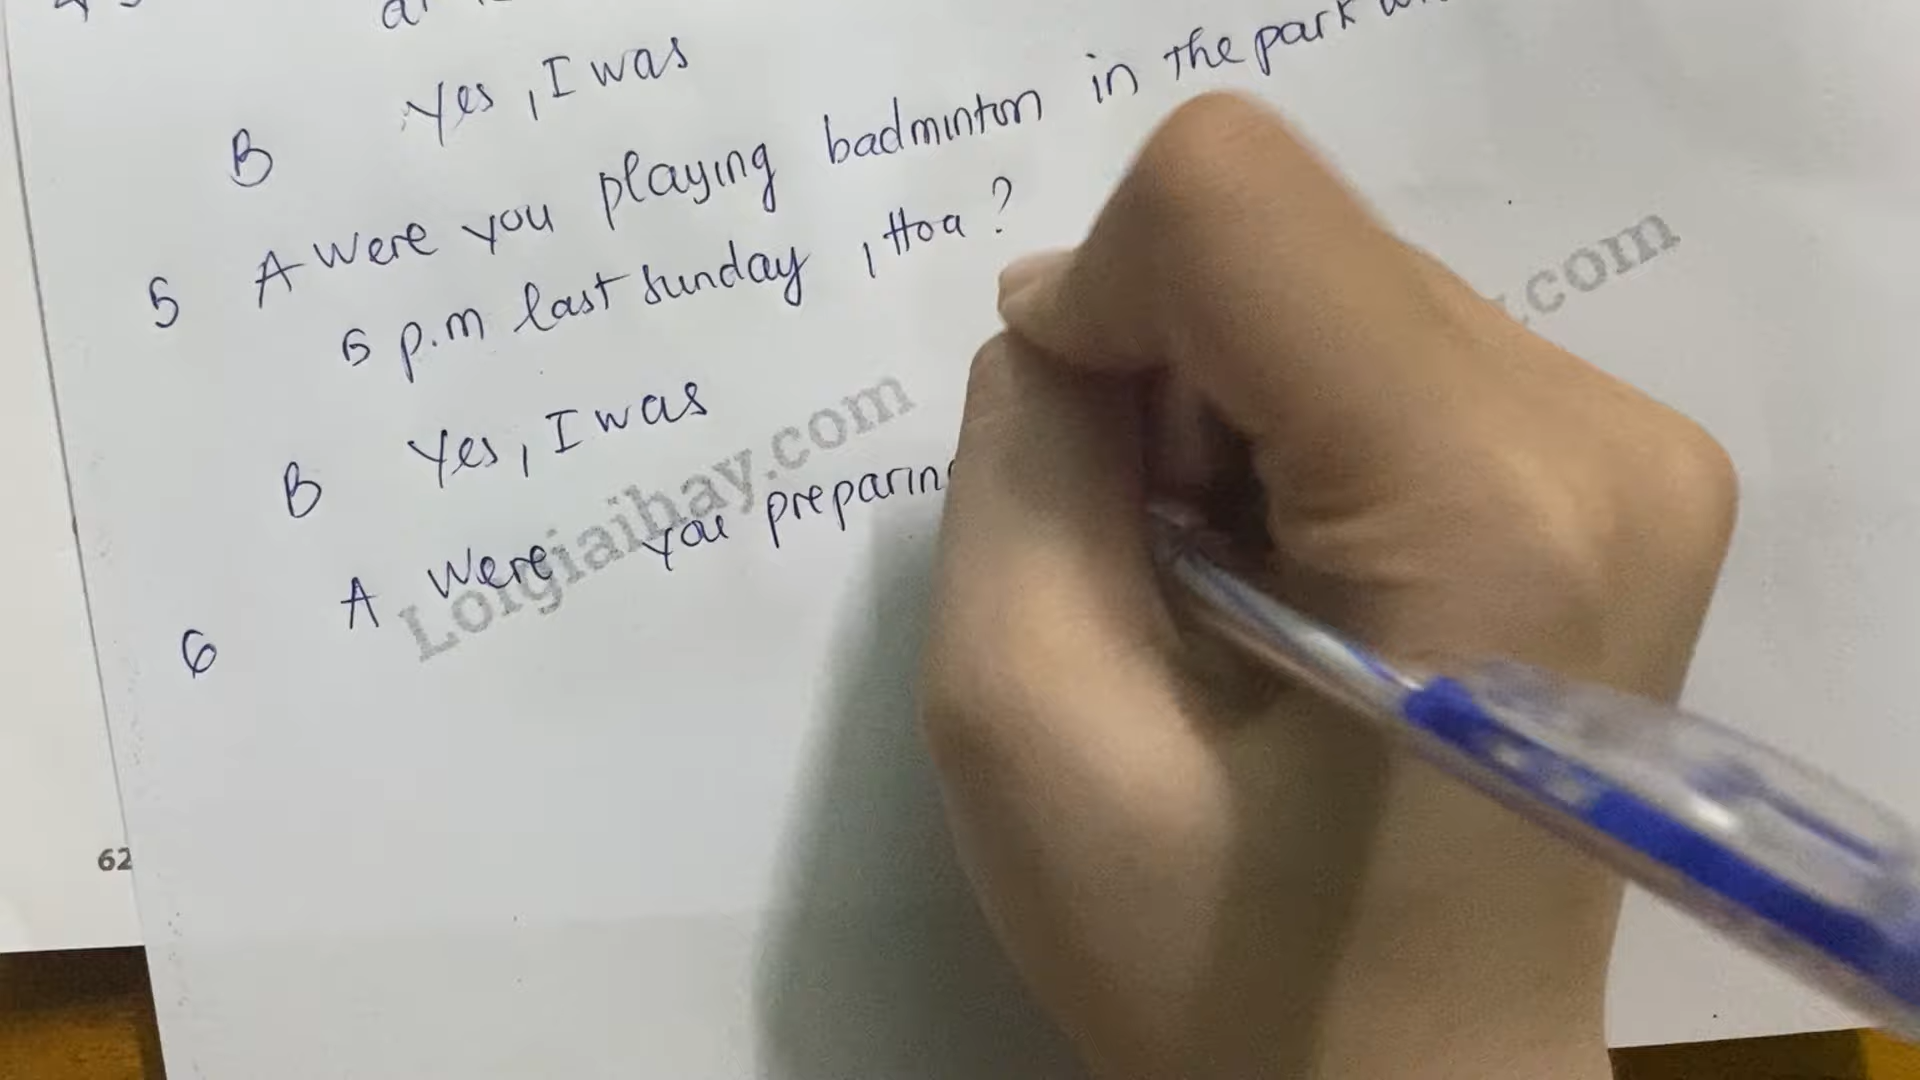 B Yes, I was
5 A Were you playing badminton in the park
6 p.m last sunday, Hoa?
B Yes, I was
6 A Were you preparin
Loigiaihay.com
.com
62